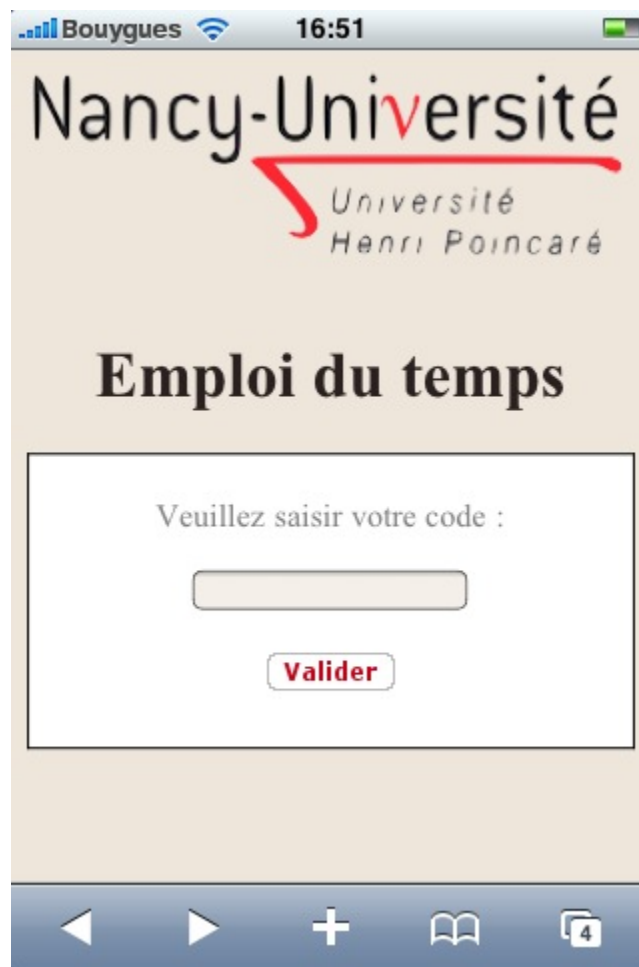 Bouygues 16:51
Nancy-Université
Université
Henri Poincaré
Emploi du temps
Veuillez saisir votre code :
Valider
4